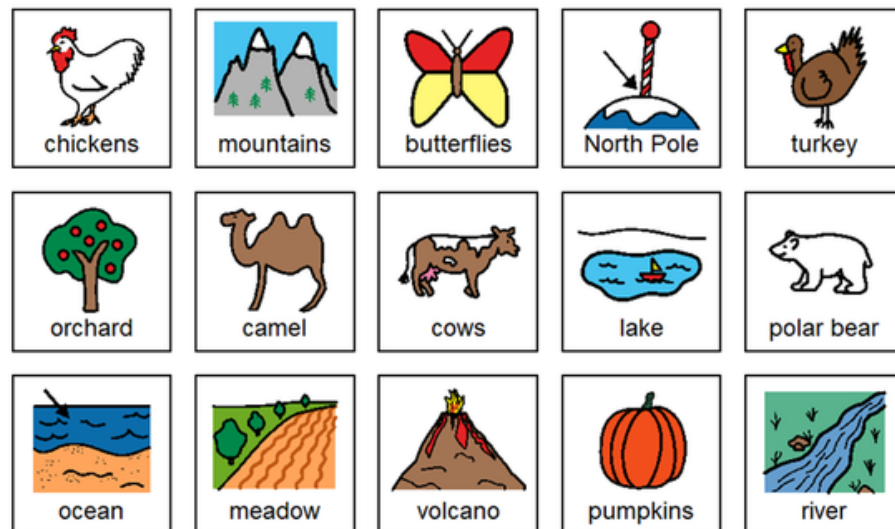 chickens
mountains
butterflies
North Pole
turkey
orchard
camel
cows
lake
polar bear
ocean
meadow
volcano
pumpkins
river